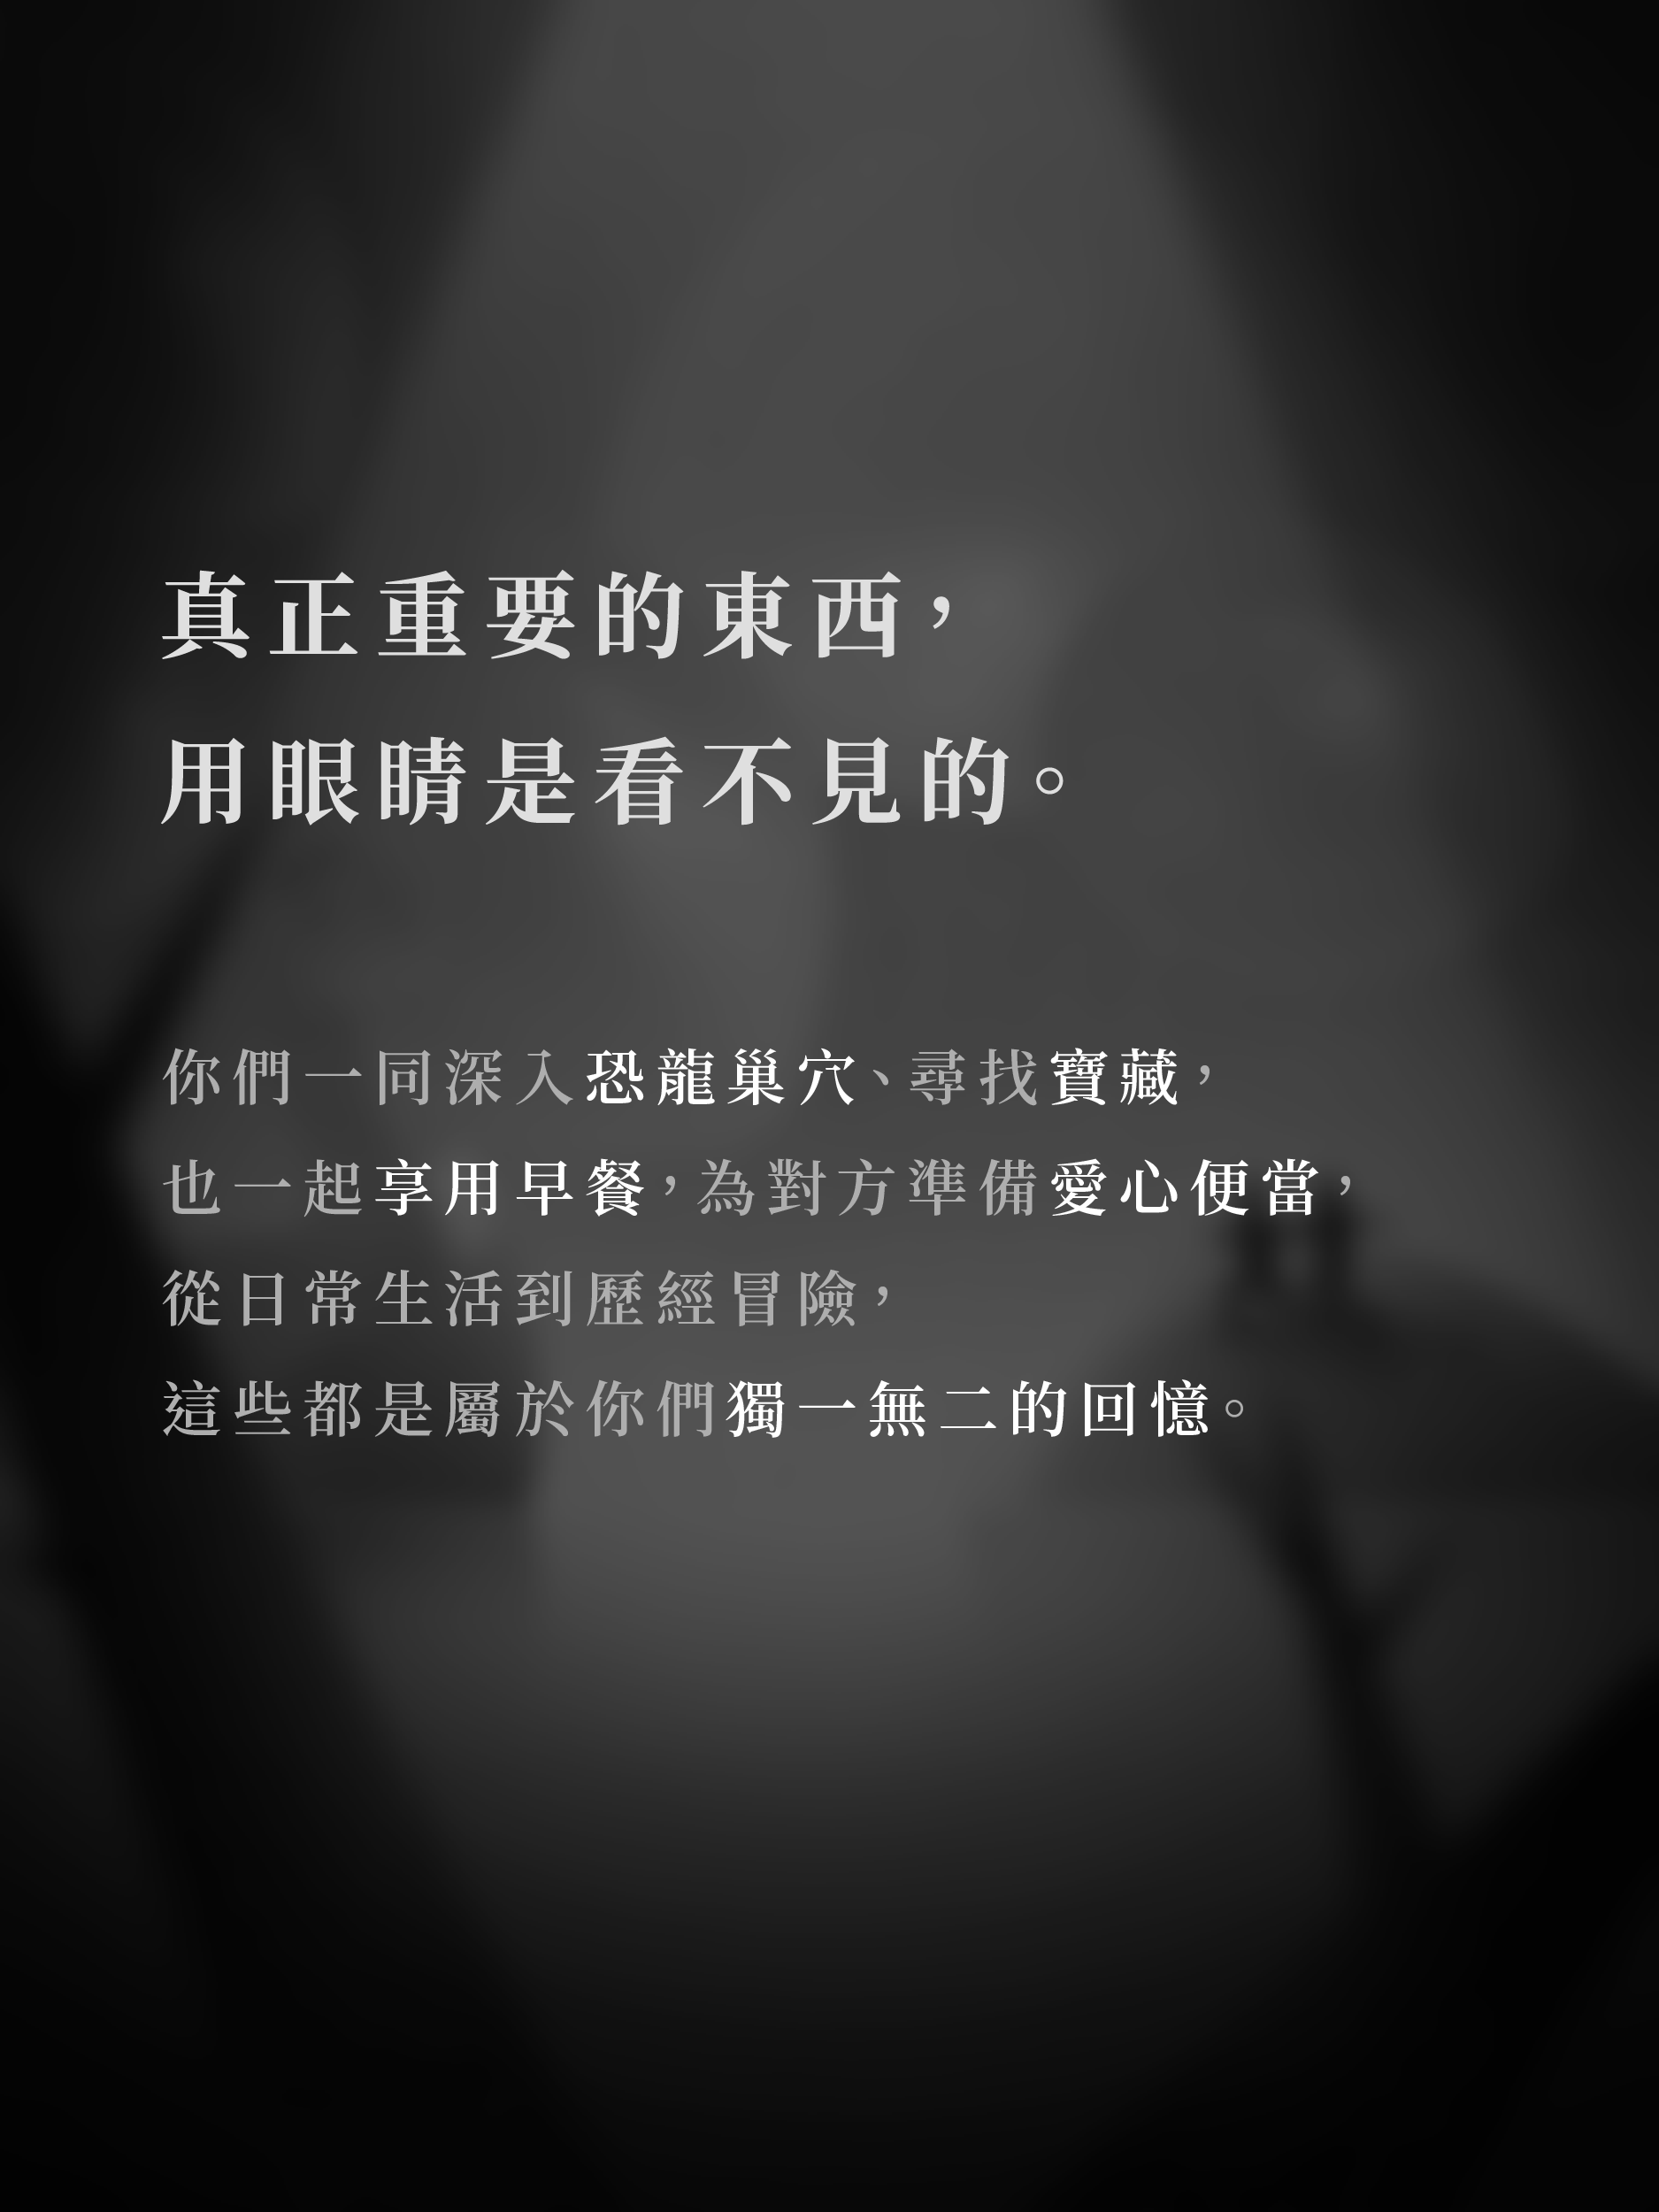 真正重要的東西，
用眼睛是看不見的。
你們一同深入恐龍巢穴、尋找寶藏，
也一起享用早餐，為對方準備愛心便當，
從日常生活到歷經冒險，
這些都是屬於你們獨一無二的回憶。